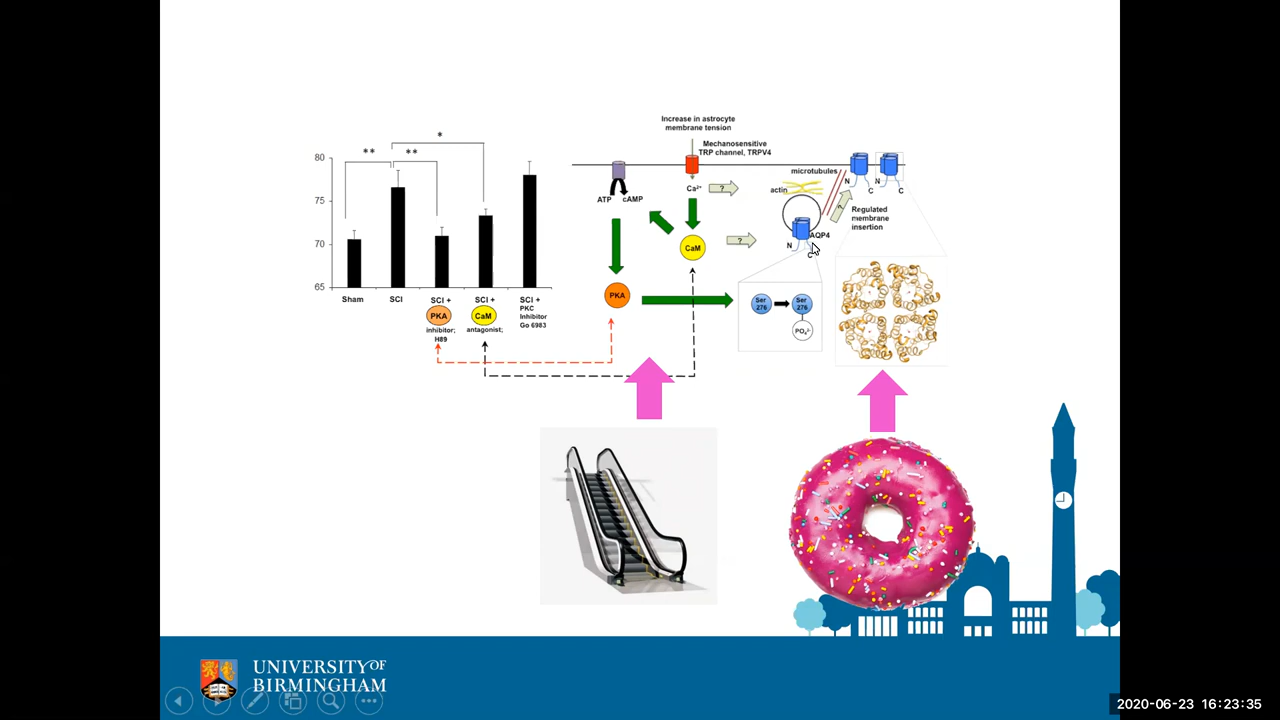 80
75
70
65
**
**
*
Sham
SCI
SCI +
PKA
inhibitor;
H89
SCI +
CaM
antagonist;
SCI +
PKC
Inhibitor
Go 6983
Increase in astrocyte
membrane tension
Mechanosensitive
TRP channel, TRPV4
ATP
cAMP
Ca²⁺
?
CaM
?
PKA
actin
microtubules
AQP4
N
C
?
Regulated
membrane
insertion
N
C
N
C
Ser
276
Ser
276
PO₄²⁻
UNIVERSITY OF
BIRMINGHAM
2020-06-23 16:23:35